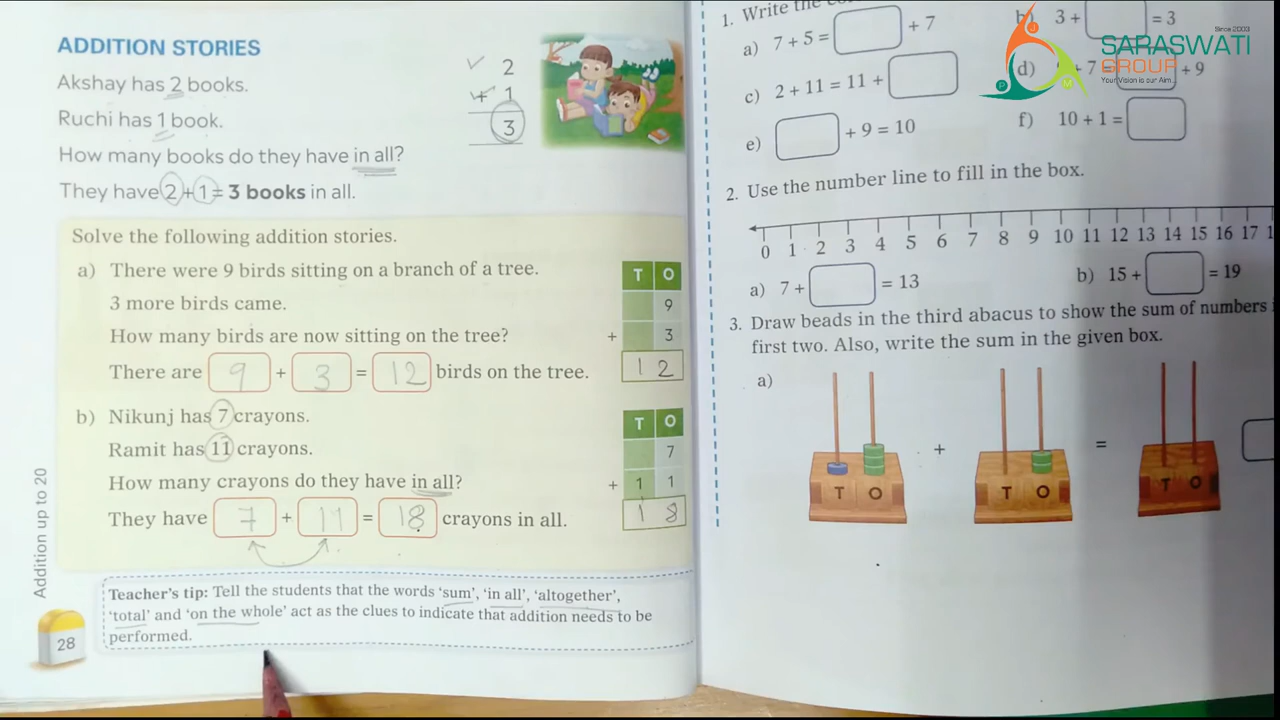 ADDITION STORIES
Akshay has 2 books.
Ruchi has 1 book.
How many books do they have in all?
They have 2 + 1 = 3 books in all.
2
+ 1
3
Solve the following addition stories.
a) There were 9 birds sitting on a branch of a tree.
3 more birds came.
How many birds are now sitting on the tree?
There are 9 + 3 = 12 birds on the tree.
T O
9
+ 3
1 2
b) Nikunj has 7 crayons.
Ramit has 11 crayons.
How many crayons do they have in all?
They have 7 + 11 = 18 crayons in all.
T O
7
+ 1 1
1 8
Teacher's tip: Tell the students that the words 'sum', 'in all', 'altogether',
'total' and 'on the whole' act as the clues to indicate that addition needs to be
performed.
Addition up to 20
28
1. Write the
a) 7 + 5 = + 7
b) 3 + = 3
c) 2 + 11 = 11 +
d) + 7 = + 9
e) + 9 = 10
f) 10 + 1 =
2. Use the number line to fill in the box.
0 1 2 3 4 5 6 7 8 9 10 11 12 13 14 15 16 17 1
a) 7 + = 13
b) 15 + = 19
3. Draw beads in the third abacus to show the sum of numbers
first two. Also, write the sum in the given box.
a)
T O + T O = T O
Since 2003
SARASWATI
GROUP
Your Vision is our Aim...
P J M